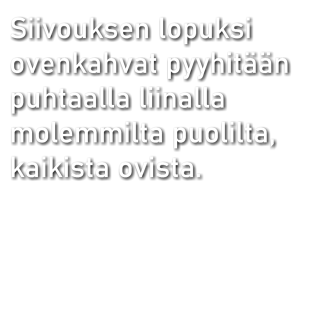 Siivouksen lopuksi
ovenkahvat pyyhitään
puhtaalla liinalla
molemmilta puolilta,
kaikista ovista.